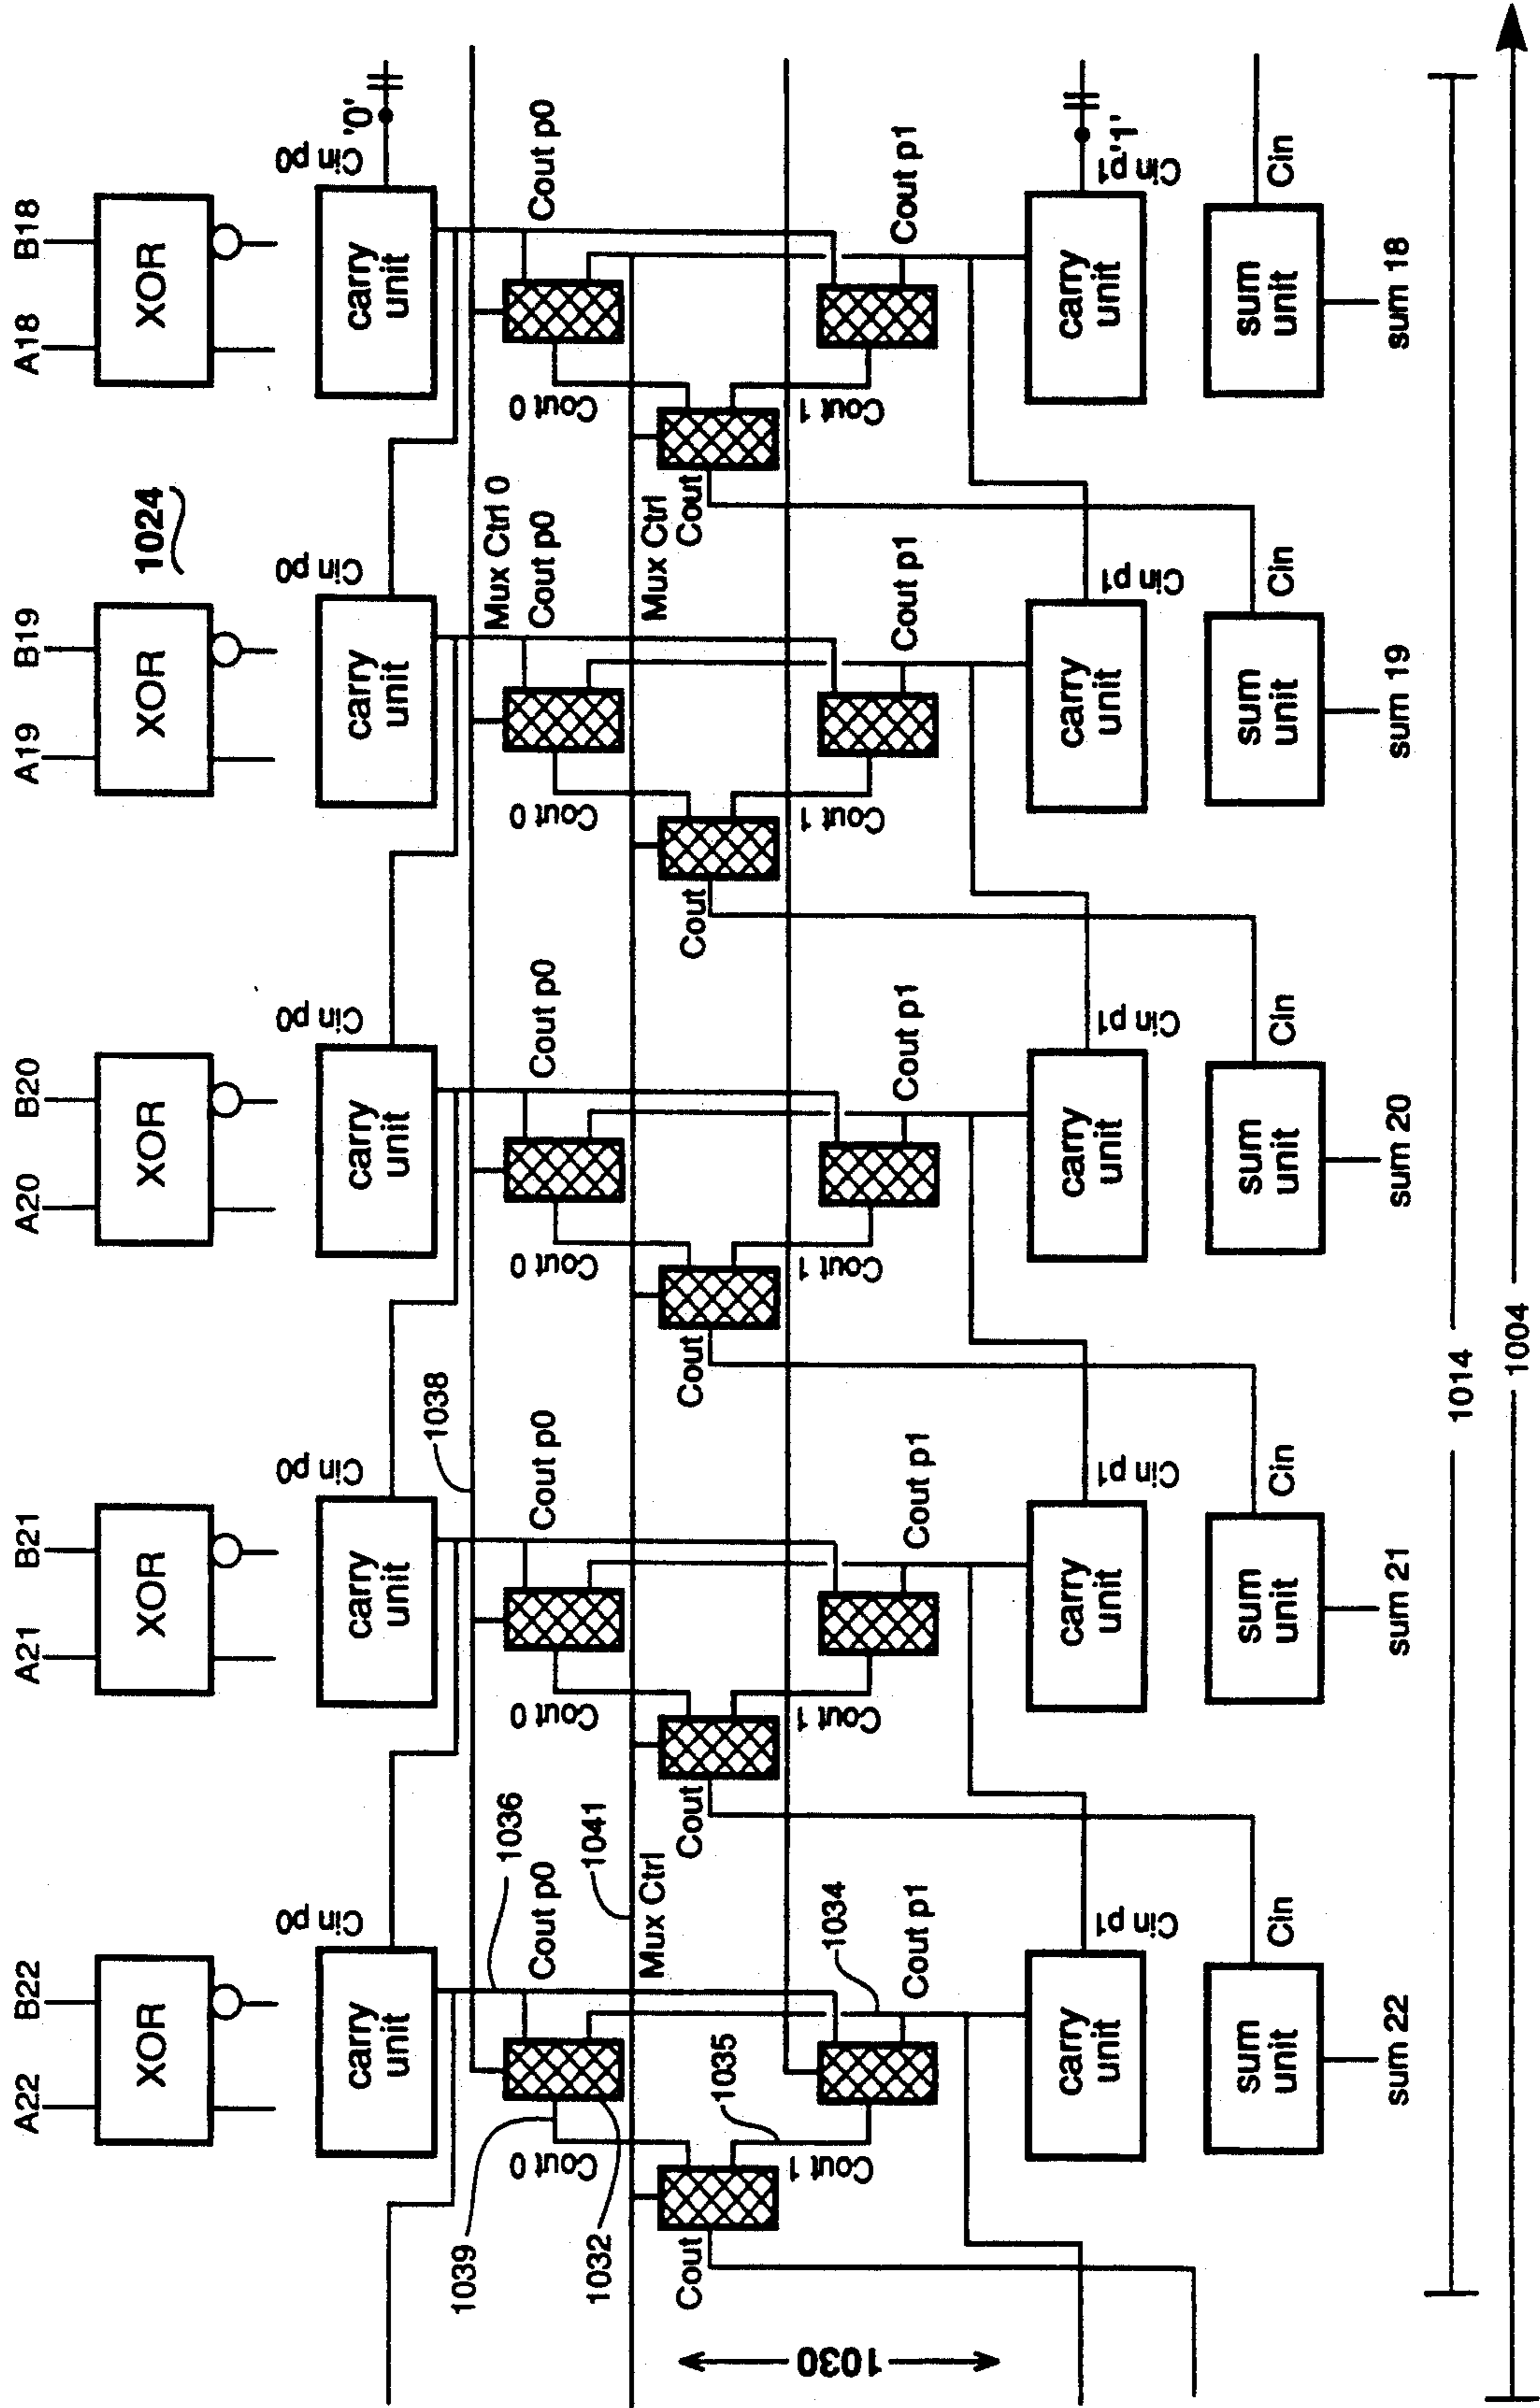 A22 B22 A21 B21 A20 B20 A19 B19 A18 B18
1024
XOR XOR XOR XOR XOR
Cin p0 Cin p0 Cin p0 Cin p0 Cin p0 '0'
carry unit carry unit carry unit carry unit carry unit
1038
Mux Ctrl 0
1036
Cout p0 Cout p0 Cout p0 Cout p0 Cout p0
1039
Cout 0 Cout 0 Cout 0 Cout 0 Cout 0
1032
1041
Mux Ctrl Mux Ctrl
Cout Cout Cout Cout Cout
1035
1034
Cout 1 Cout 1 Cout 1 Cout 1 Cout 1
1030
Cout p1 Cout p1 Cout p1 Cout p1 Cout p1
Cin p1 Cin p1 Cin p1 Cin p1 Cin p1 '1'
carry unit carry unit carry unit carry unit carry unit
Cin Cin Cin Cin Cin
sum unit sum unit sum unit sum unit sum unit
sum 22 sum 21 sum 20 sum 19 sum 18
1014
1004